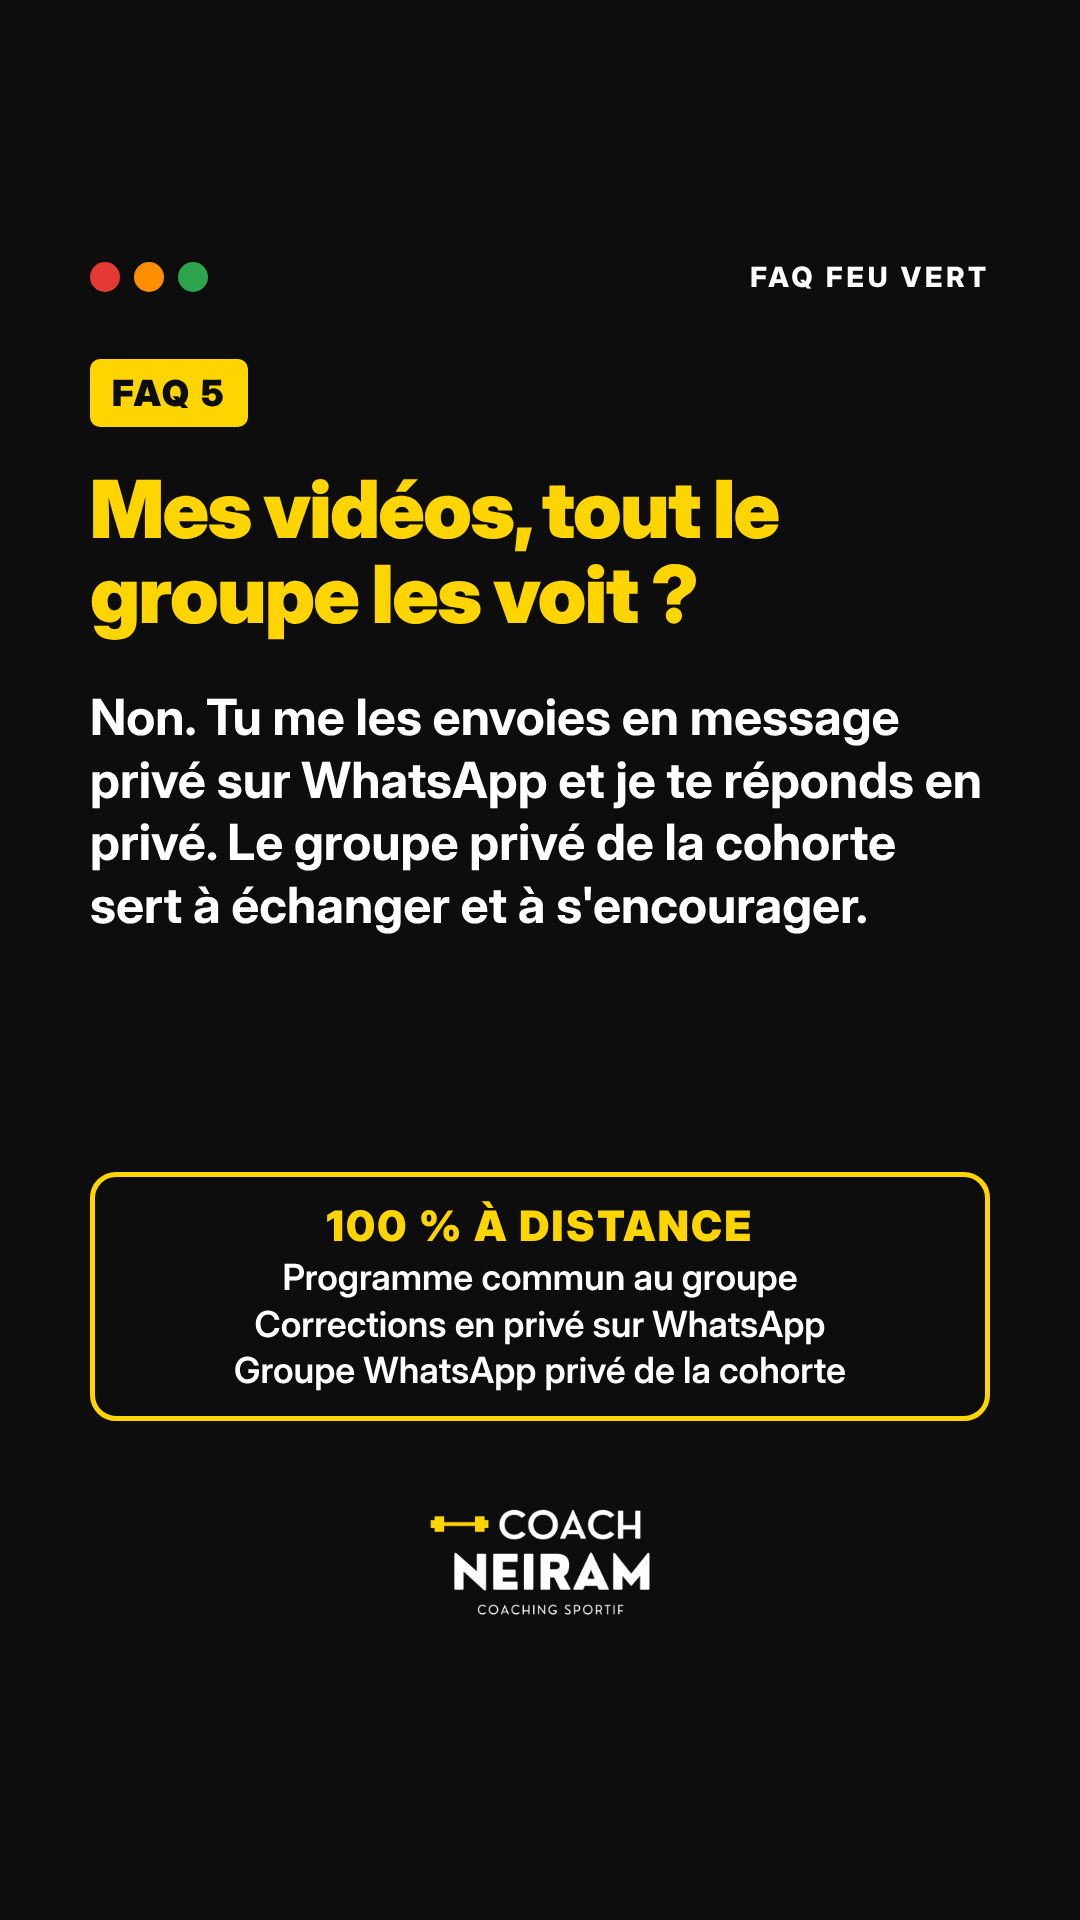 FAQ FEU VERT
FAQ 5
Mes vidéos, tout le
groupe les voit ?
Non. Tu me les envoies en message
privé sur WhatsApp et je te réponds en
privé. Le groupe privé de la cohorte
sert à échanger et à s'encourager.
100 % À DISTANCE
Programme commun au groupe
Corrections en privé sur WhatsApp
Groupe WhatsApp privé de la cohorte
COACH
NEIRAM
COACHING SPORTIF